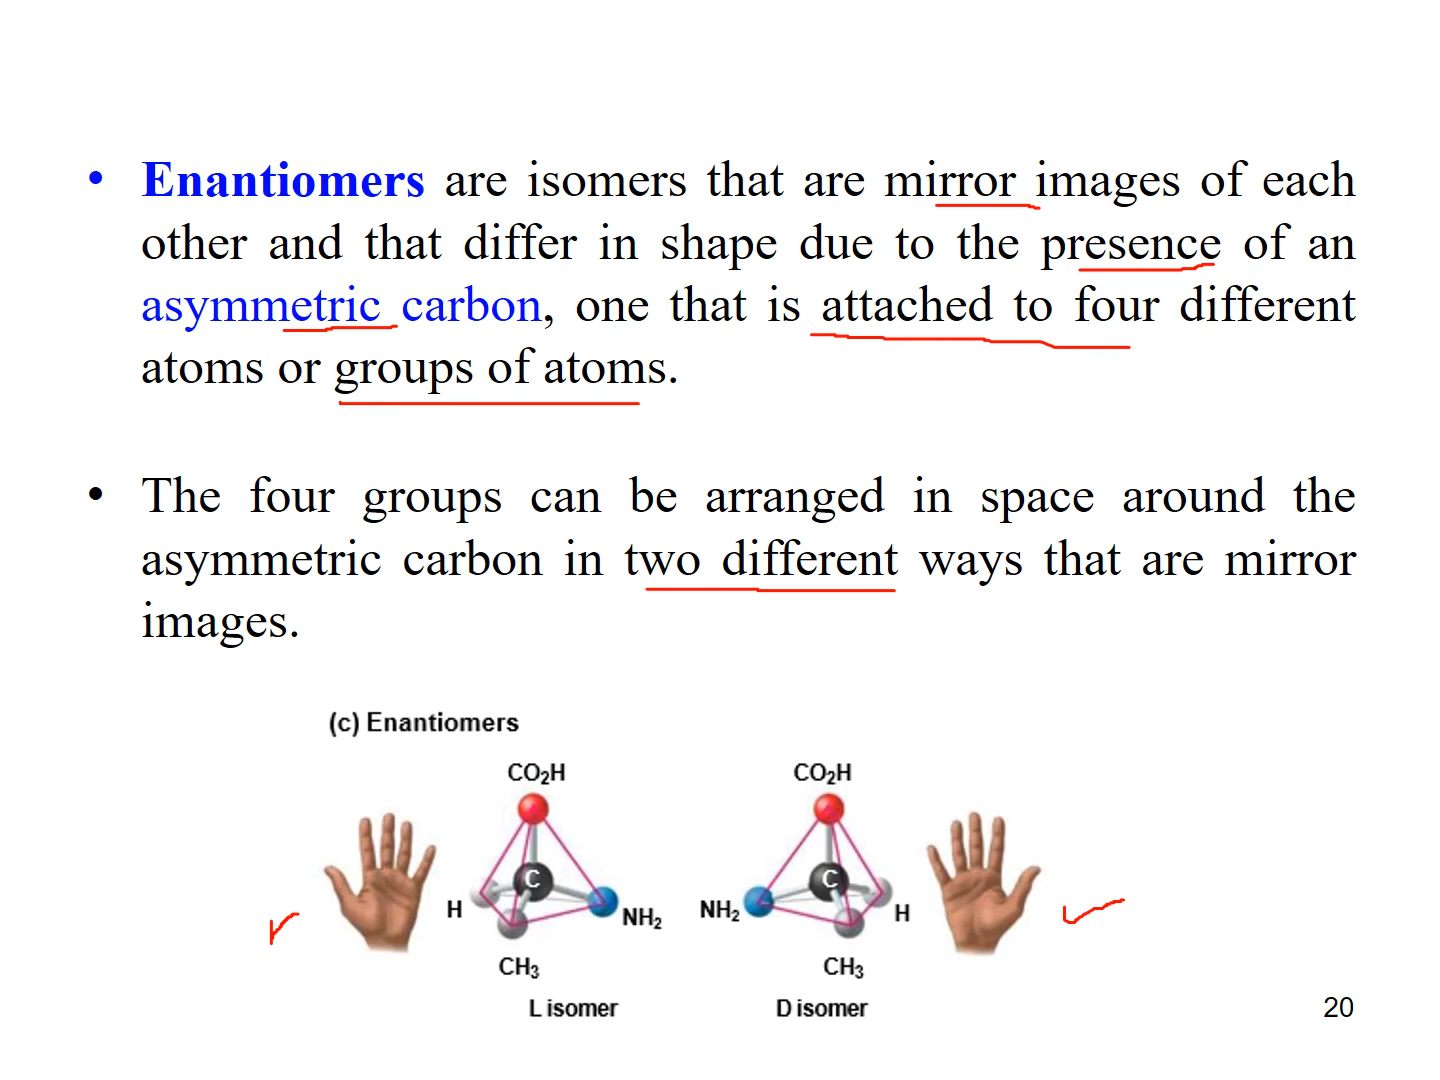 • Enantiomers are isomers that are mirror images of each
other and that differ in shape due to the presence of an
asymmetric carbon, one that is attached to four different
atoms or groups of atoms.
• The four groups can be arranged in space around the
asymmetric carbon in two different ways that are mirror
images.
(c) Enantiomers
CO₂H CO₂H
C C
H NH₂ NH₂ H
CH₃ CH₃
L isomer D isomer
20